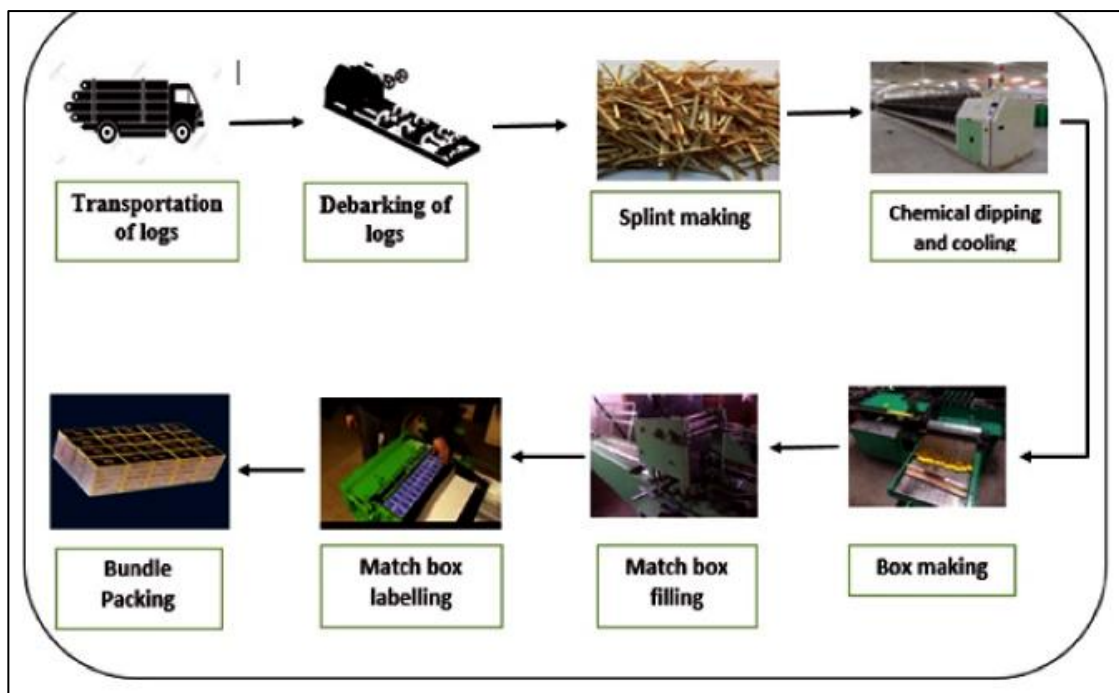 Transportation
of logs
Debarking of
logs
Splint making
Chemical dipping
and cooling
Bundle
Packing
Match box
labelling
Match box
filling
Box making